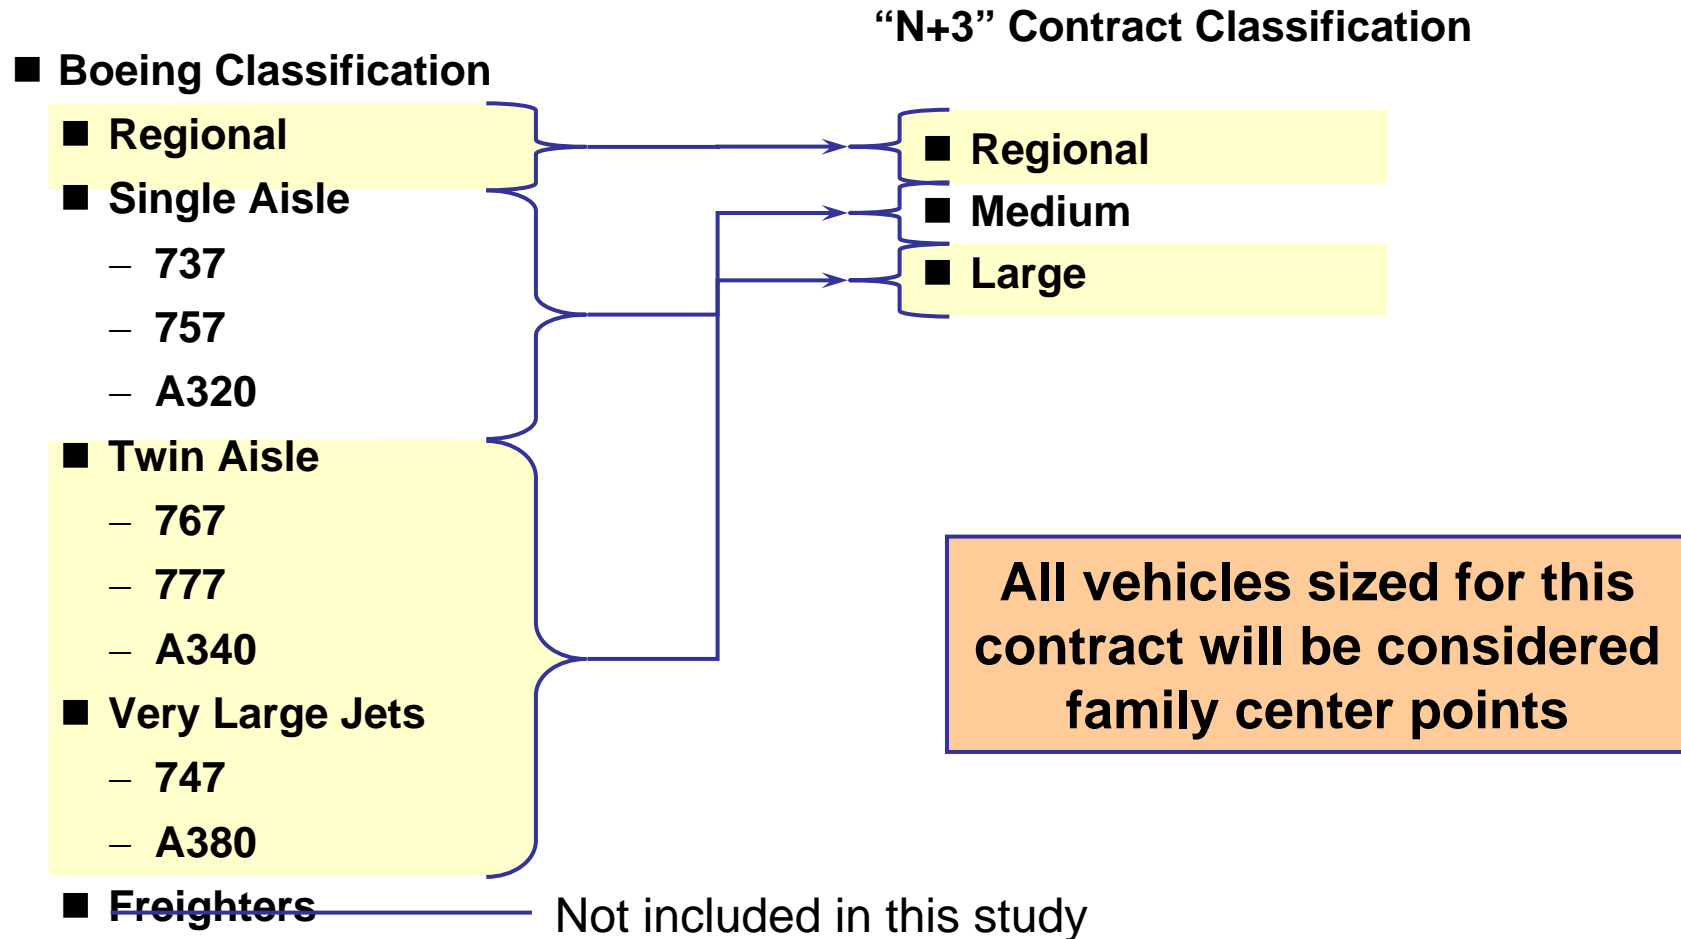 “N+3” Contract Classification
■ Boeing Classification
■ Regional
■ Single Aisle
– 737
– 757
– A320
■ Twin Aisle
– 767
– 777
– A340
■ Very Large Jets
– 747
– A380
■ Freighters
Not included in this study
■ Regional
■ Medium
■ Large
All vehicles sized for this
contract will be considered
family center points